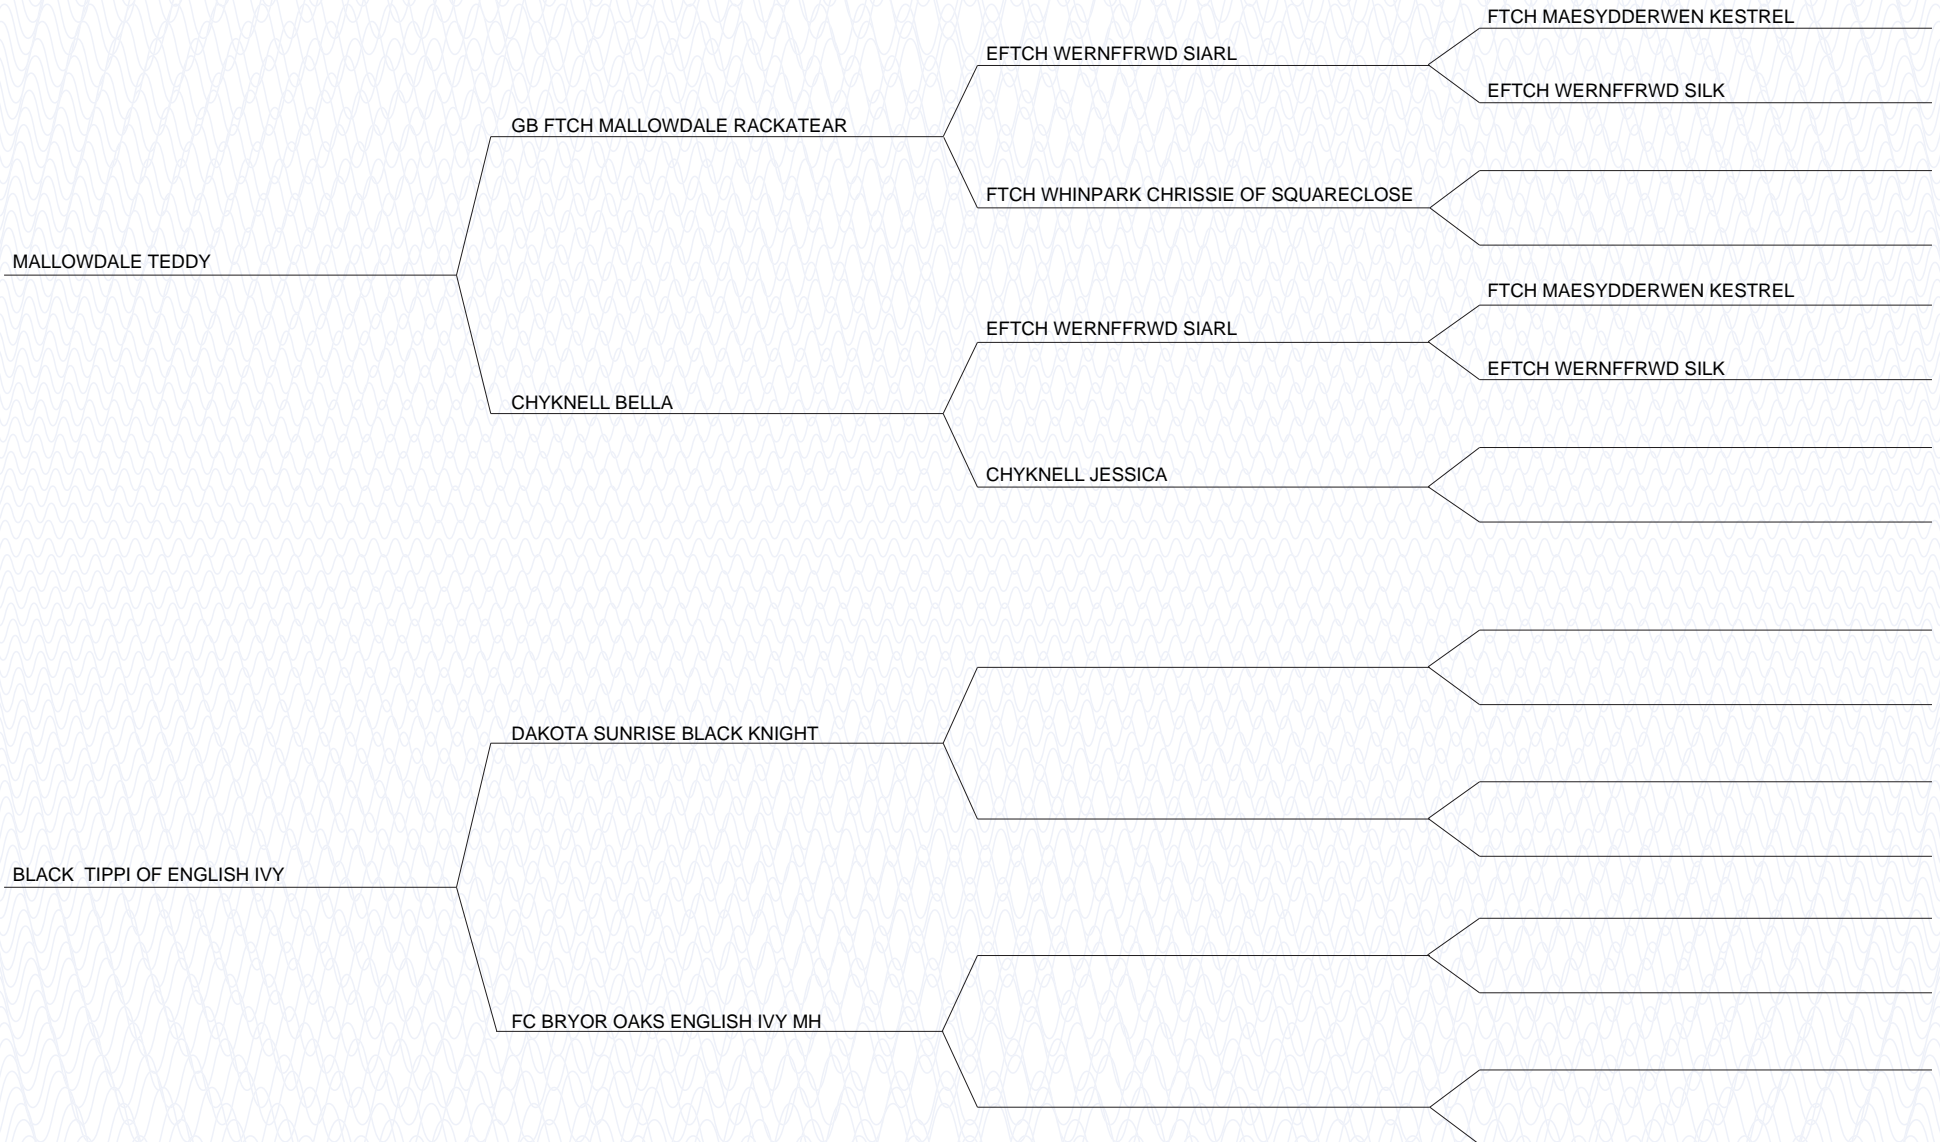 FTCH MAESYDDERWEN KESTREL
EFTCH WERNFFRWD SIARL
EFTCH WERNFFRWD SILK
GB FTCH MALLOWDALE RACKATEAR
FTCH WHINPARK CHRISSIE OF SQUARECLOSE
MALLOWDALE TEDDY
FTCH MAESYDDERWEN KESTREL
EFTCH WERNFFRWD SIARL
EFTCH WERNFFRWD SILK
CHYKNELL BELLA
CHYKNELL JESSICA
DAKOTA SUNRISE BLACK KNIGHT
BLACK  TIPPI OF ENGLISH IVY
FC BRYOR OAKS ENGLISH IVY MH